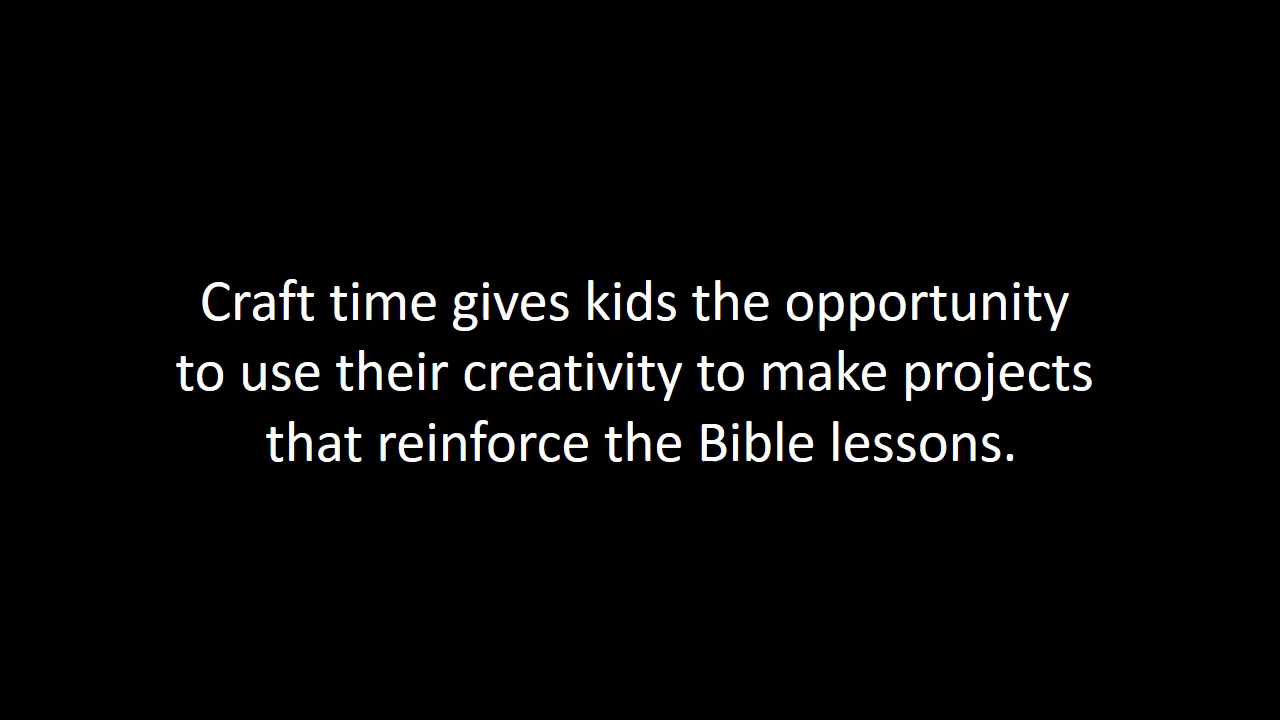 Craft time gives kids the opportunity
to use their creativity to make projects
that reinforce the Bible lessons.